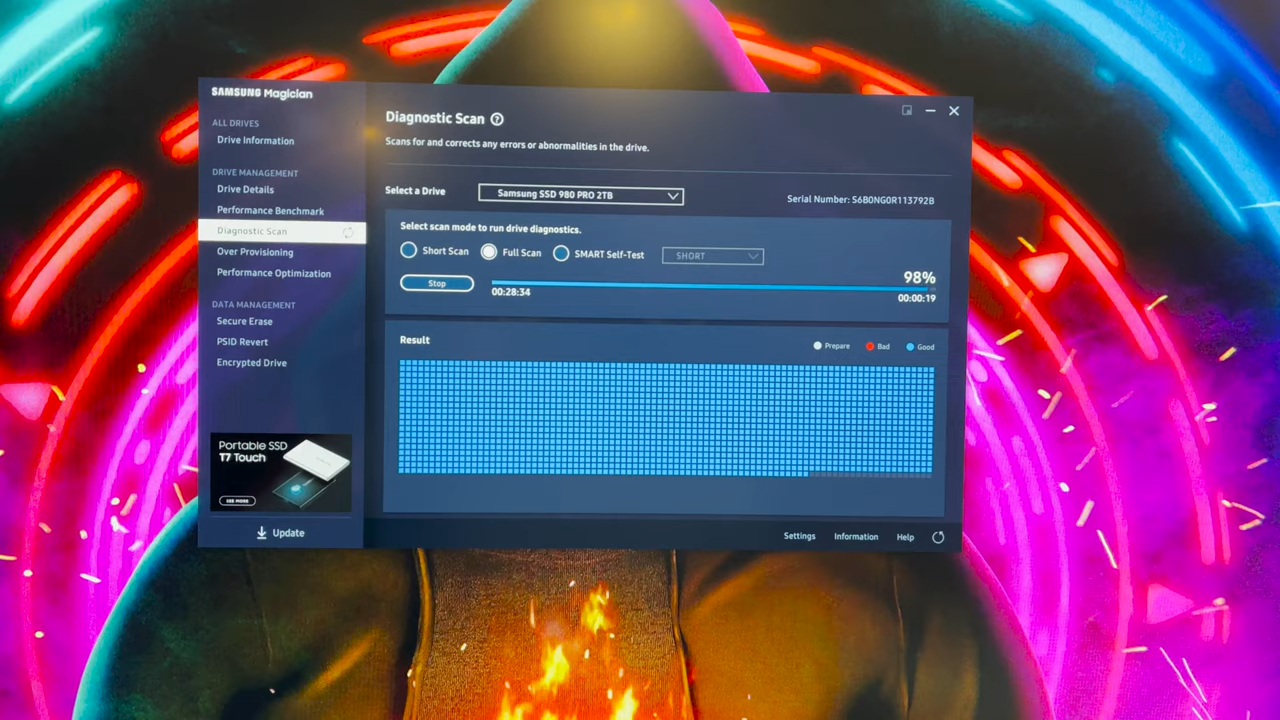 SAMSUNG Magician
ALL DRIVES
Drive Information
DRIVE MANAGEMENT
Drive Details
Performance Benchmark
Diagnostic Scan
Over Provisioning
Performance Optimization
DATA MANAGEMENT
Secure Erase
PSID Revert
Encrypted Drive
Portable SSD
T7 Touch
SEE MORE
Update
Diagnostic Scan ?
Scans for and corrects any errors or abnormalities in the drive.
Select a Drive Samsung SSD 980 PRO 2TB Serial Number: S6B0NG0R113792B
Select scan mode to run drive diagnostics.
Short Scan Full Scan SMART Self-Test SHORT
Stop 98%
00:28:34 00:00:19
Result Prepare Bad Good
Settings Information Help